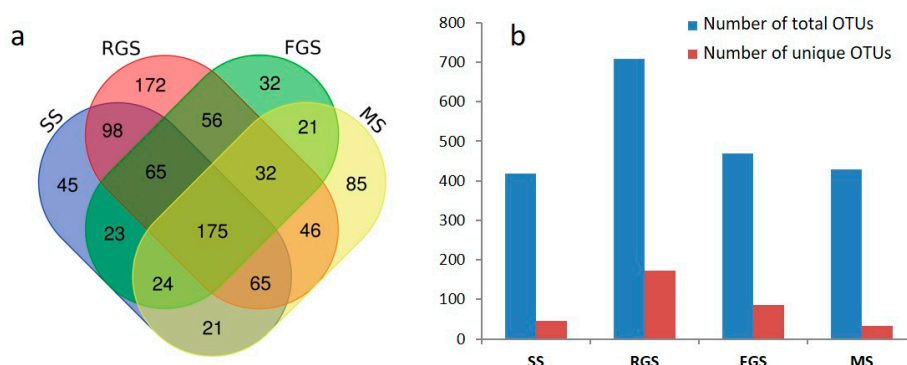 a
RGS
FGS
SS
MS
172
32
98
56
21
45
65
32
85
23
175
46
24
65
21
b
Number of total OTUs
Number of unique OTUs
800
700
600
500
400
300
200
100
0
SS
RGS
FGS
MS